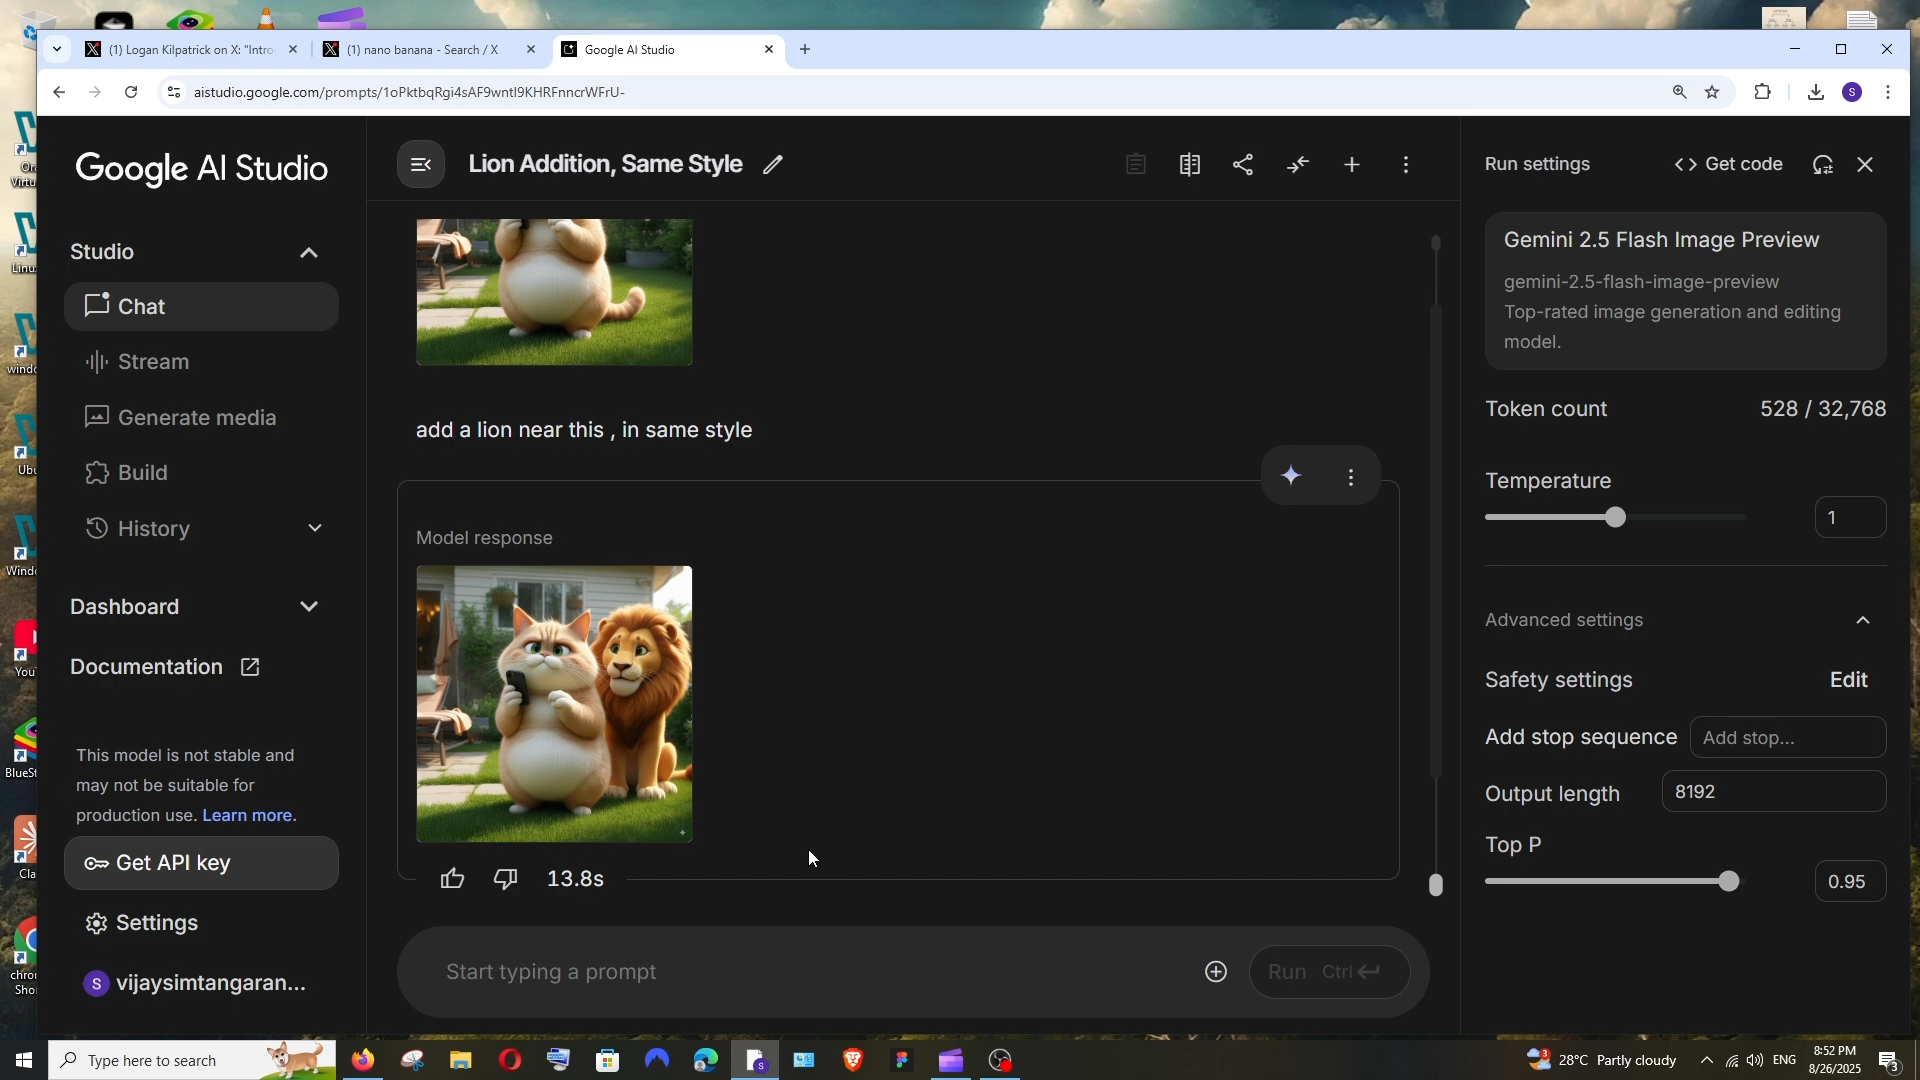 (1) Logan Kilpatrick on X: "Intro
(1) nano banana - Search / X
Google AI Studio
aistudio.google.com/prompts/1oPktbqRgi4sAF9wntI9KHRFnncrWFrU-
S
Google AI Studio
Lion Addition, Same Style
Run settings
<> Get code
Studio
Chat
Stream
Generate media
Build
History
Dashboard
Documentation
This model is not stable and
may not be suitable for
production use. Learn more.
Get API key
Settings
S
vijaysimtangaran...
add a lion near this , in same style
Model response
13.8s
Start typing a prompt
Run Ctrl
Gemini 2.5 Flash Image Preview
gemini-2.5-flash-image-preview
Top-rated image generation and editing
model.
Token count
528 / 32,768
Temperature
1
Advanced settings
Safety settings
Edit
Add stop sequence
Add stop...
Output length
8192
Top P
0.95
Type here to search
28°C Partly cloudy
ENG
8:52 PM
8/26/2025
3